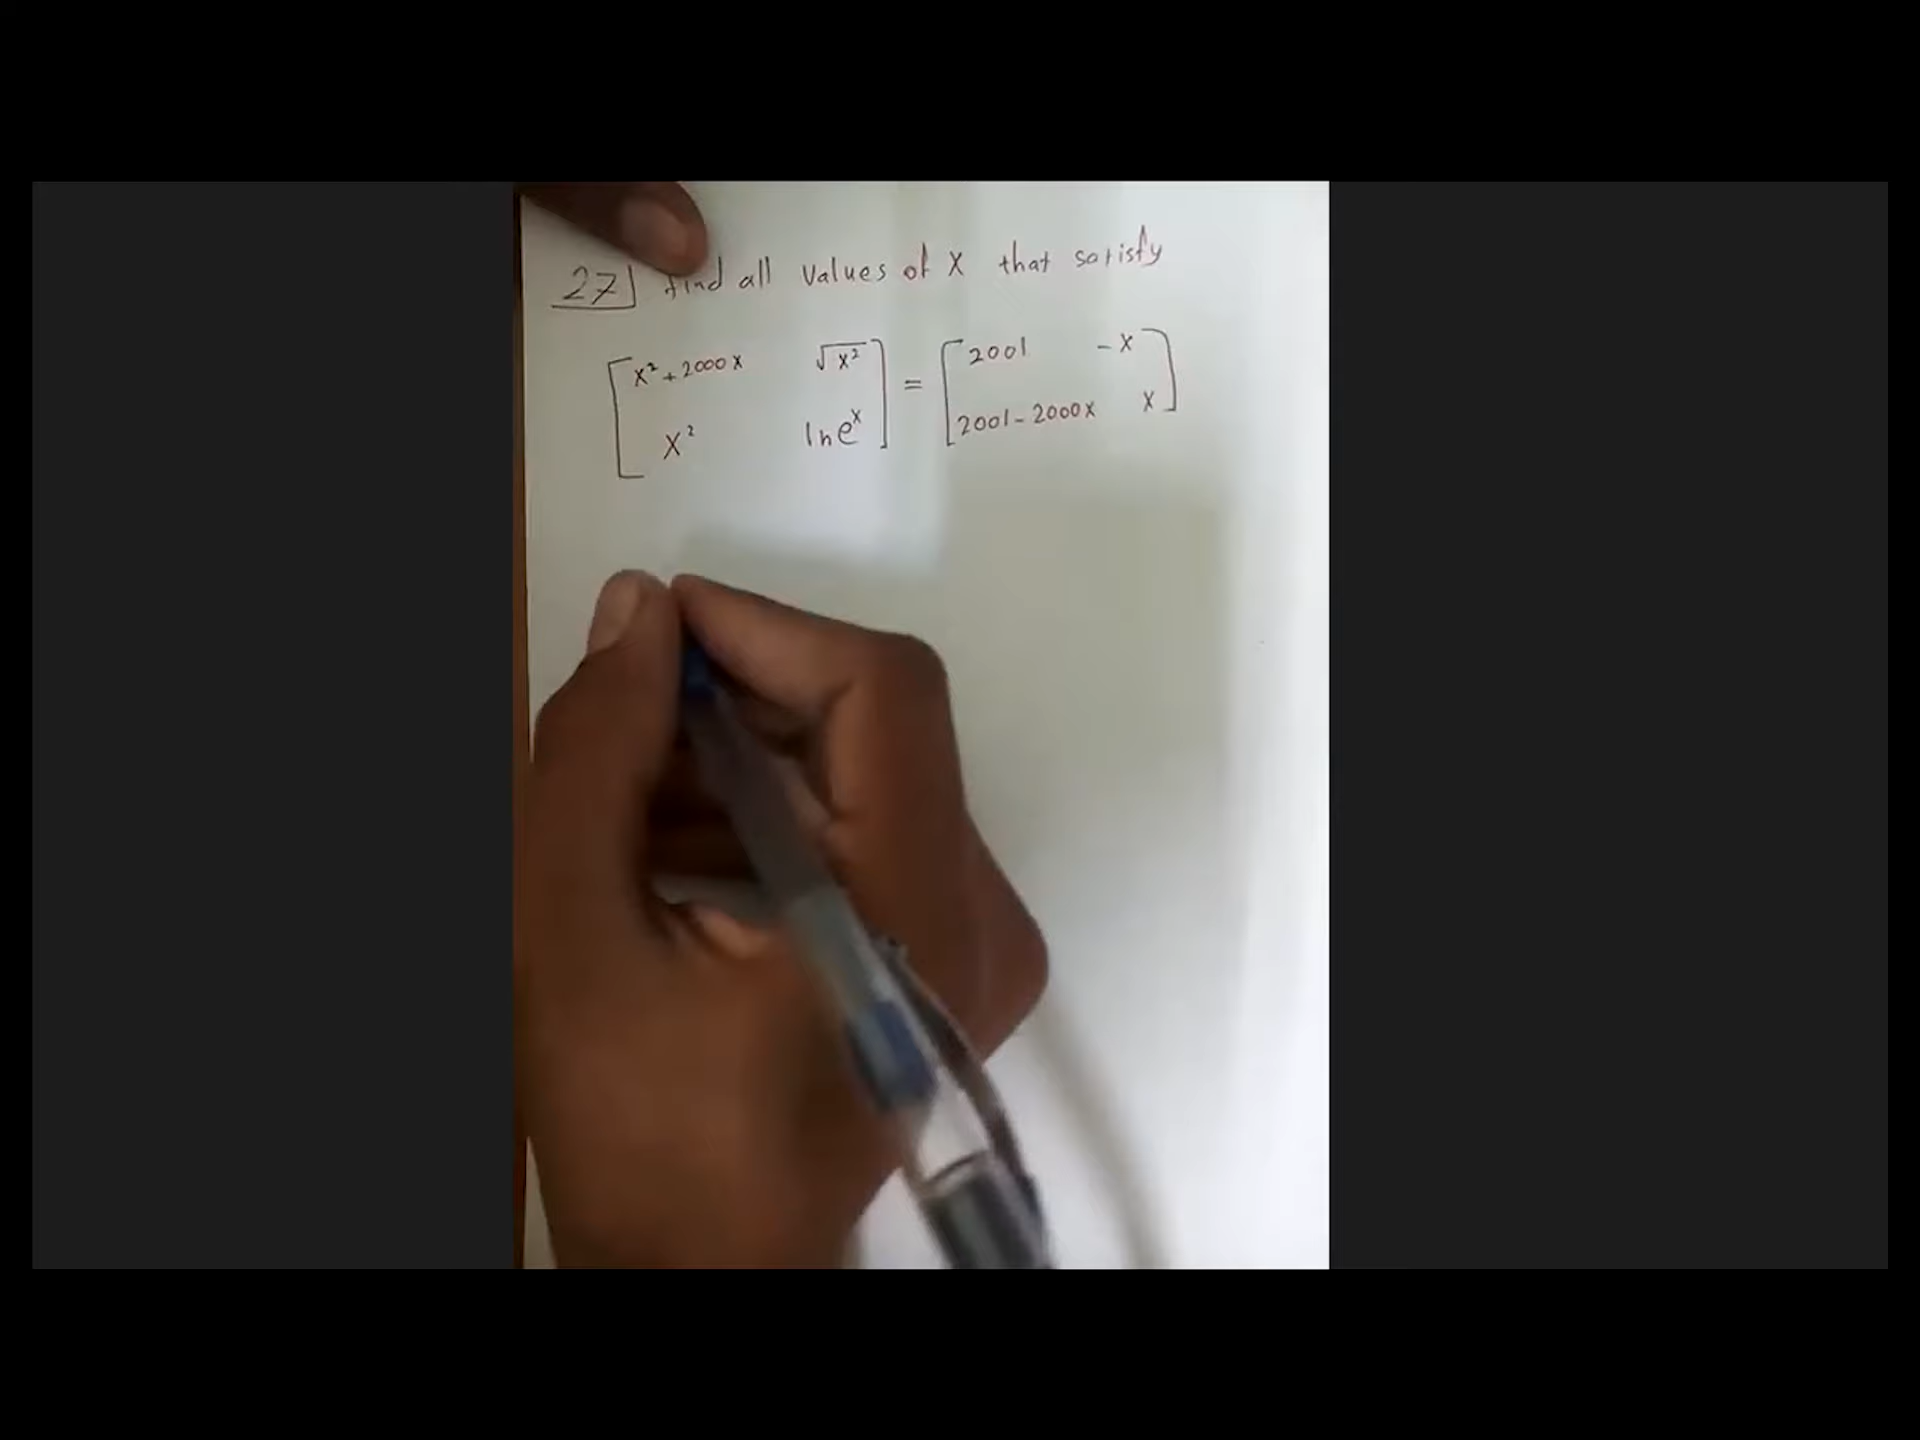 27 find all values of x that satisfy
[x² + 2000x √x²] = [2001 -x]
[x² ln eˣ] [2001 - 2000x x]